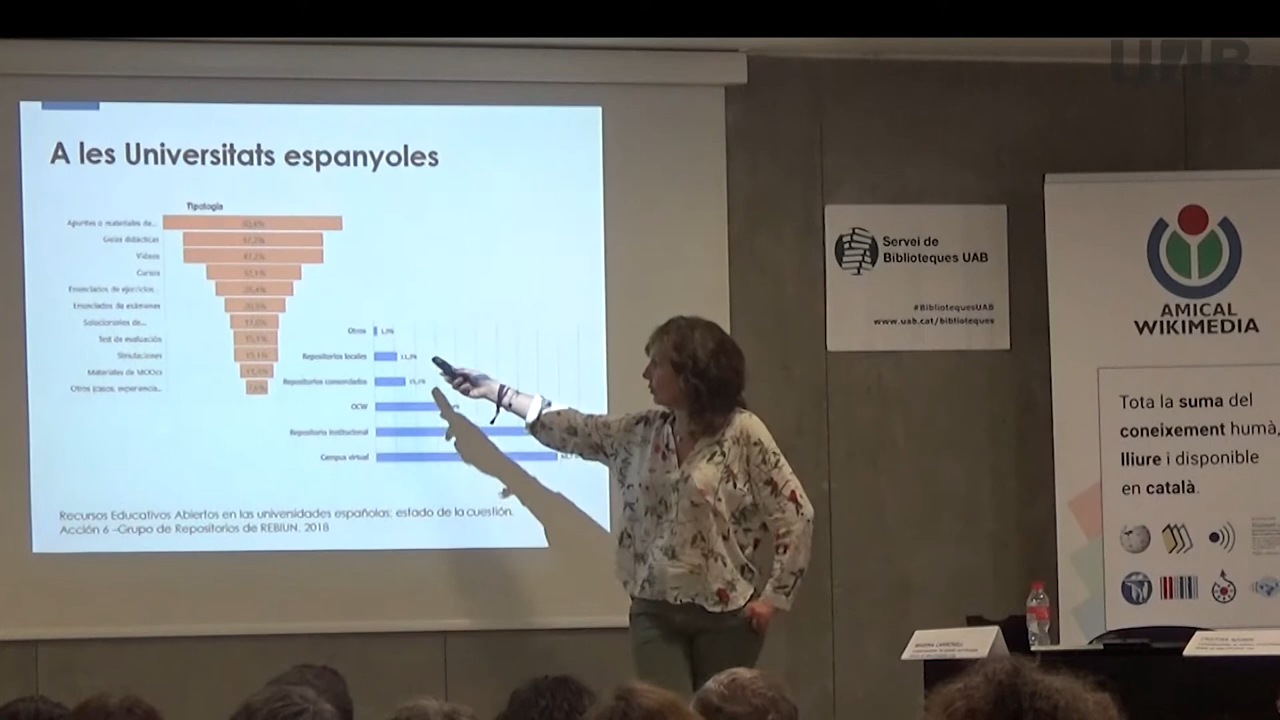 UAB
A les Universitats espanyoles
Tipología
Apuntes o materiales de...
Guías didácticas
Vídeos
Cursos
Enunciados de ejercicios...
Enunciados de exámenes
Solucionarios de...
Test de evaluación
Simulaciones
Materiales de MOOcs
Otros (casos, experiencia...
Otros
Repositorios locales
Repositorios consorciados
OCW
Repositorio institucional
Campus virtual
Recursos Educativos Abiertos en las universidades españolas: estado de la cuestión.
Acción 6 –Grupo de Repositorios de REBIUN, 2018
Servei de
Biblioteques UAB
#BibliotequesUAB
www.uab.cat/biblioteques
AMICAL
WIKIMEDIA
Tota la suma del
coneixement humà,
lliure i disponible
en català.